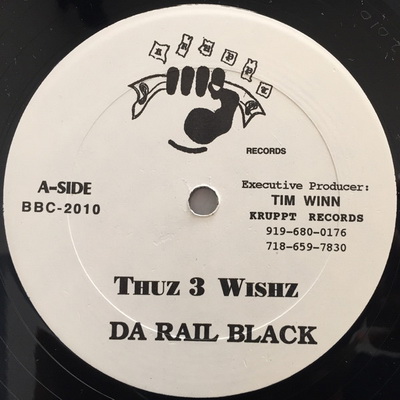 KRUPPT
RECORDS
A-SIDE
BBC-2010
Executive Producer:
TIM WINN
KRUPPT RECORDS
919-680-0176
718-659-7830
THUZ 3 WISHZ
DA RAIL BLACK